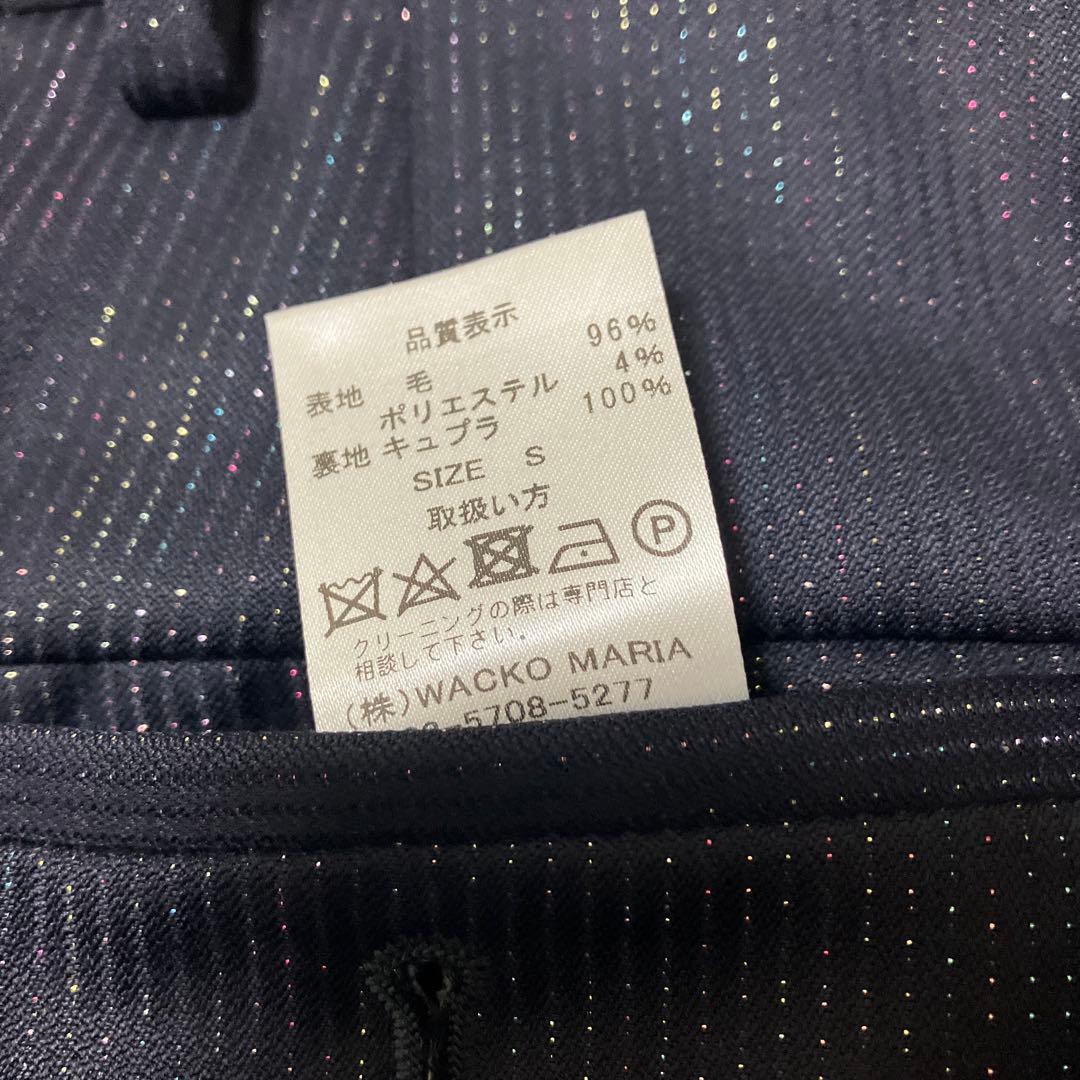 品質表示
表地 毛 96%
ポリエステル 4%
裏地 キュプラ 100%
SIZE S
取扱い方
P
クリーニングの際は専門店と
相談して下さい。
(株)WACKO MARIA
-5708-5277